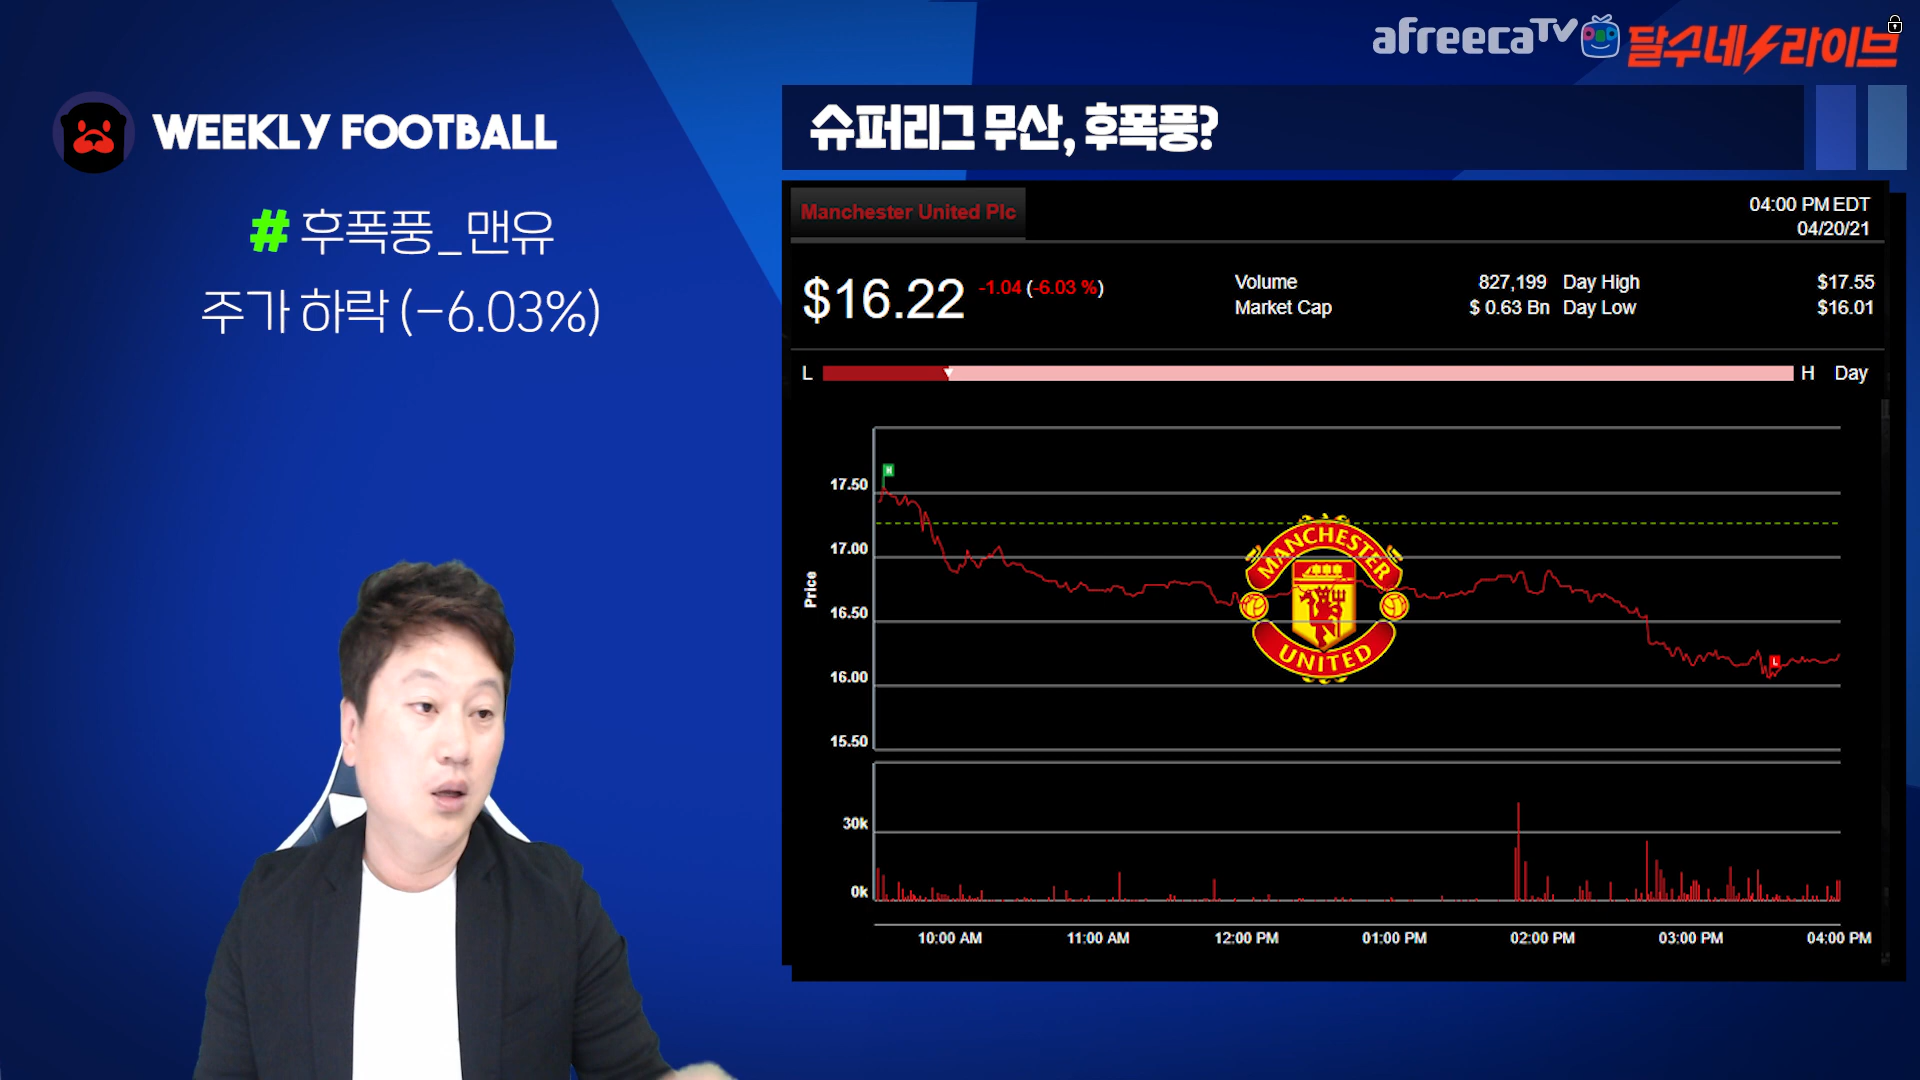 afreecaTV 달수네라이브
WEEKLY FOOTBALL
#후폭풍_맨유
주가 하락 (-6.03%)
슈퍼리그 무산, 후폭풍?
Manchester United Plc
04:00 PM EDT
04/20/21
$16.22 -1.04 (-6.03 %)
Volume 827,199 Day High $17.55
Market Cap $ 0.63 Bn Day Low $16.01
L H Day
H
17.50
17.00
16.50
16.00
15.50
Price
MANCHESTER
UNITED
L
30k
0k
10:00 AM 11:00 AM 12:00 PM 01:00 PM 02:00 PM 03:00 PM 04:00 PM